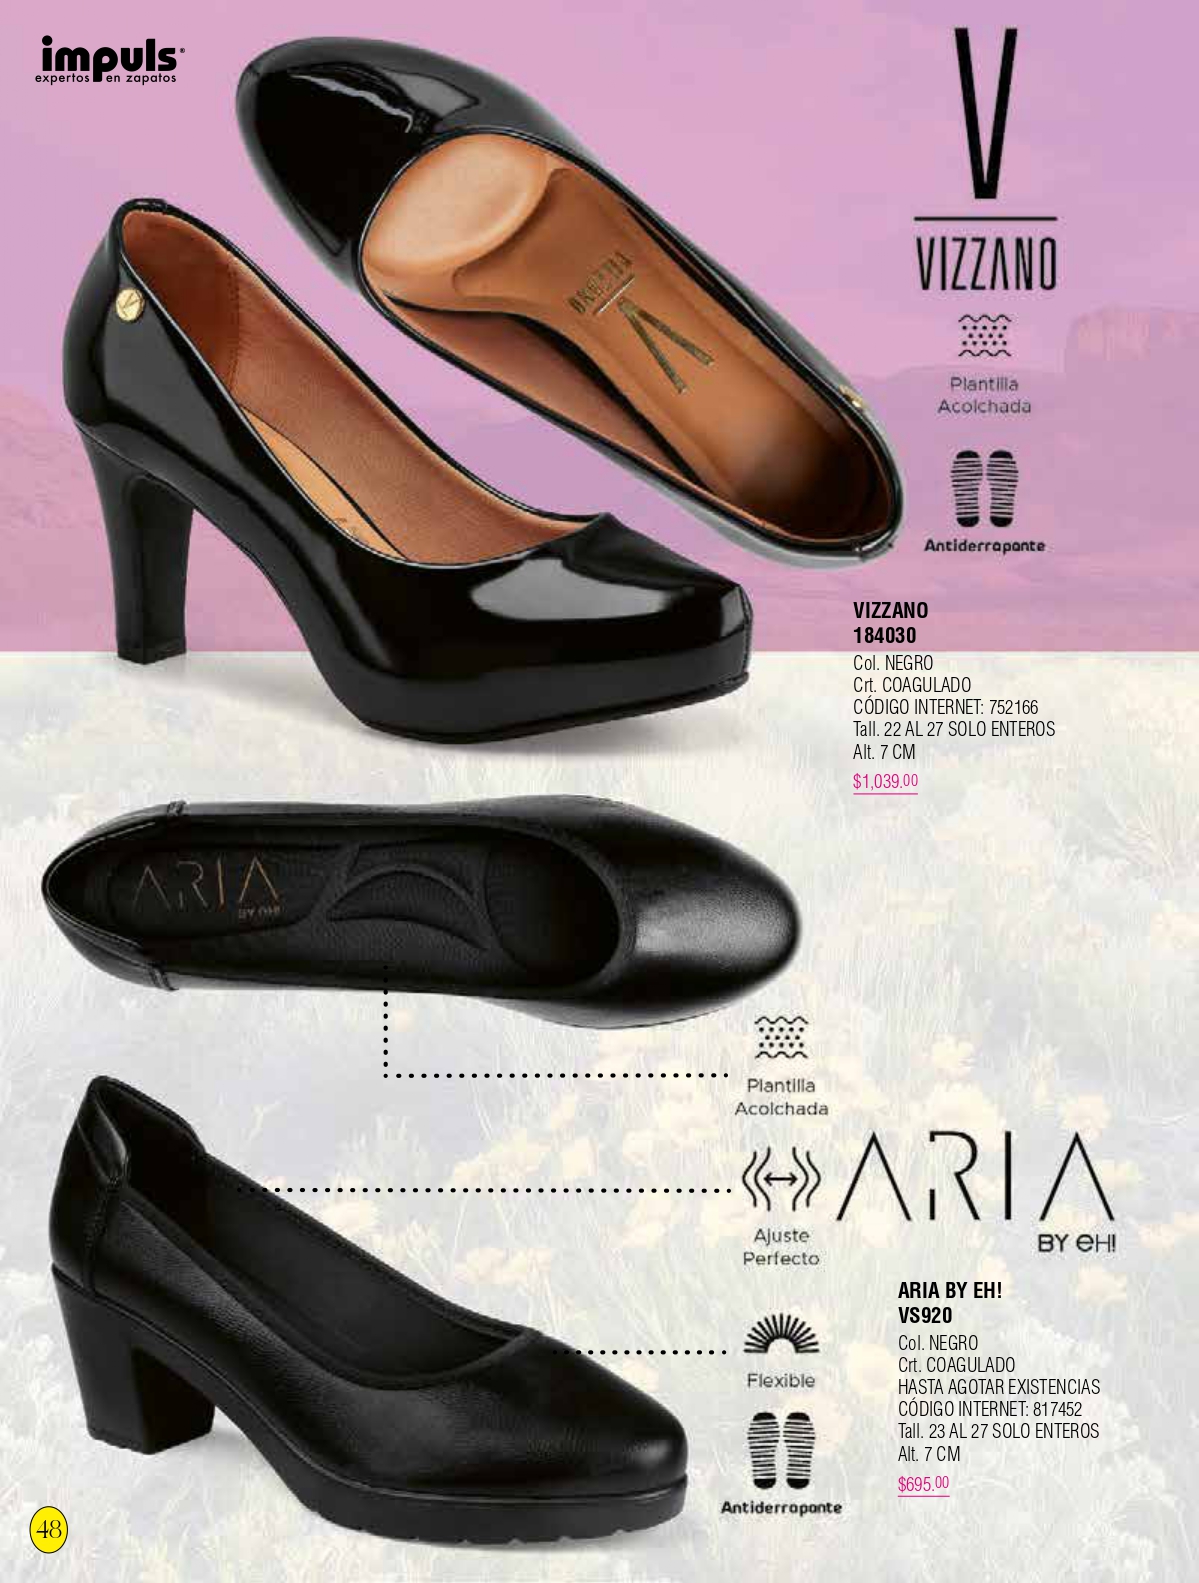 impuls®
expertos en zapatos
V
VIZZANO
VIZZANO
V
Plantilla
Acolchada
Antiderrapante
VIZZANO
184030
Col. NEGRO
Crt. COAGULADO
CÓDIGO INTERNET: 752166
Tall. 22 AL 27 SOLO ENTEROS
Alt. 7 CM
$1,039.00
ARIA
BY eH!
Plantilla
Acolchada
Ajuste
Perfecto
ARIA
BY eH!
Flexible
Antiderrapante
ARIA BY EH!
VS920
Col. NEGRO
Crt. COAGULADO
HASTA AGOTAR EXISTENCIAS
CÓDIGO INTERNET: 817452
Tall. 23 AL 27 SOLO ENTEROS
Alt. 7 CM
$695.00
48